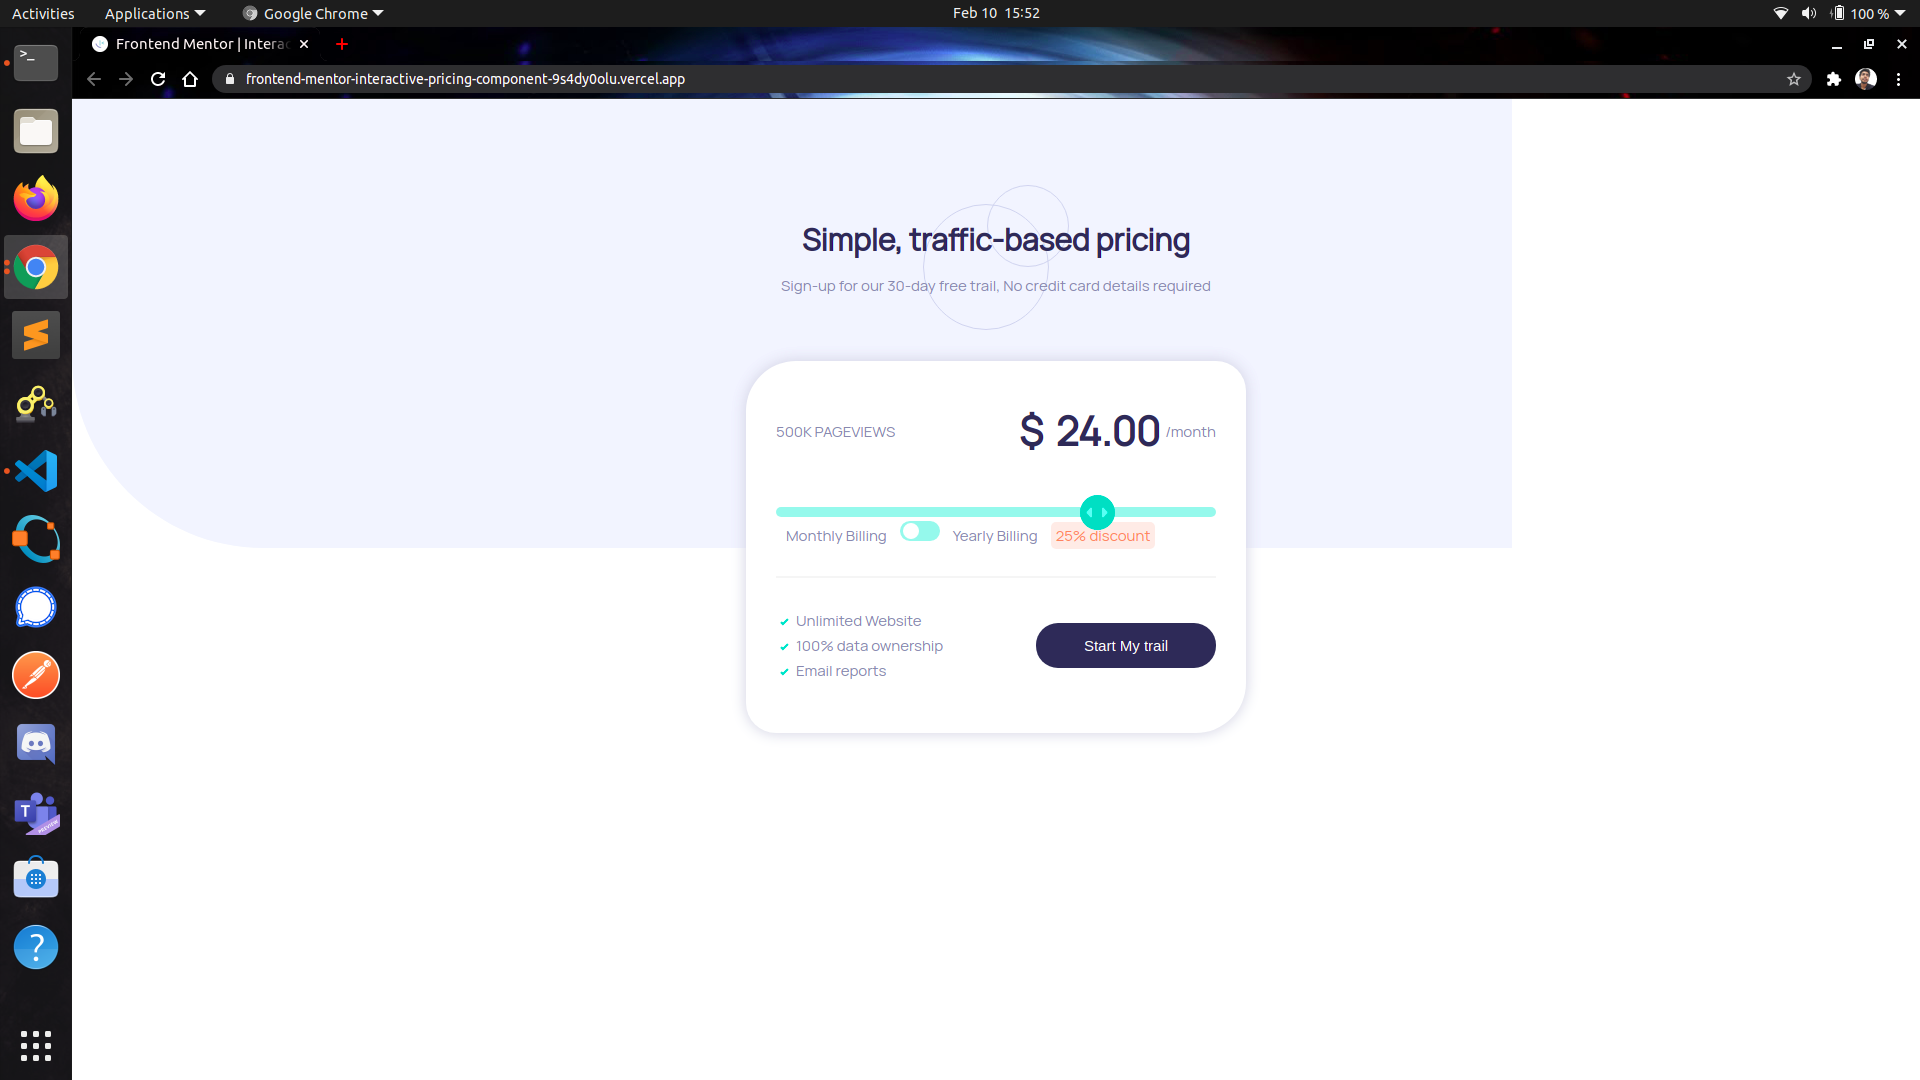 Activities Applications Google Chrome Feb 10 15:52 100 %
Frontend Mentor | Intera
frontend-mentor-interactive-pricing-component-9s4dy0olu.vercel.app
Simple, traffic-based pricing
Sign-up for our 30-day free trail, No credit card details required
500K PAGEVIEWS $ 24.00 /month
Monthly Billing Yearly Billing 25% discount
Unlimited Website
100% data ownership
Email reports
Start My trail